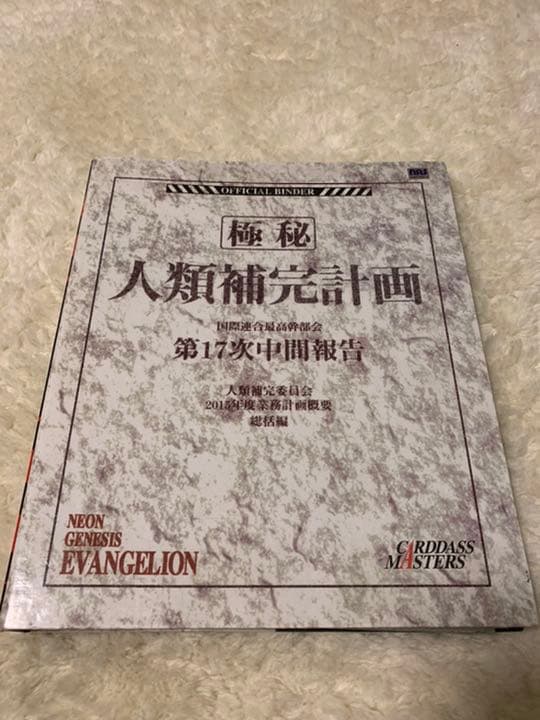 OFFICIAL BINDER
極秘
人類補完計画
国際連合最高幹部会
第17次中間報告
人類補完委員会
2015年度業務計画概要
総括編
NEON
GENESIS
EVANGELION
CARDDASS
MASTERS